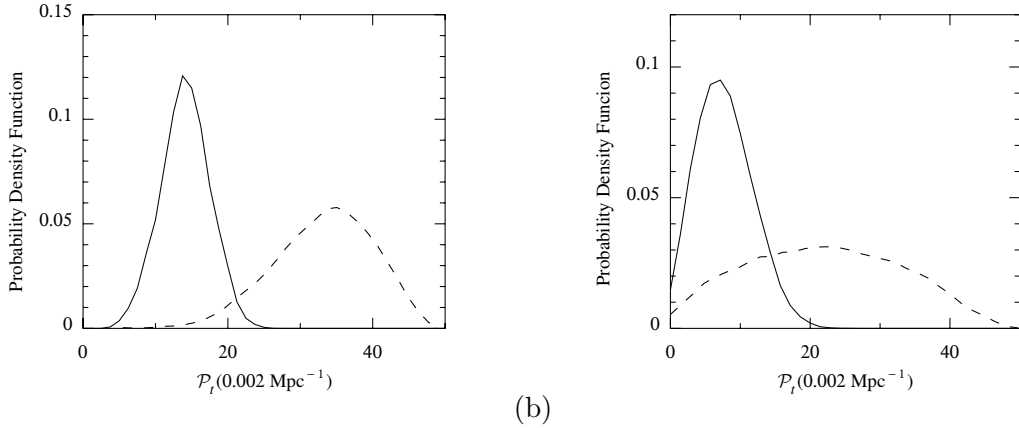 0.15
0.1
0.05
0
Probability Density Function
0 20 40
𝒫t(0.002 Mpc−1)
(b)
0.1
0.05
0
Probability Density Funcion
0 20 40
𝒫t(0.002 Mpc−1)